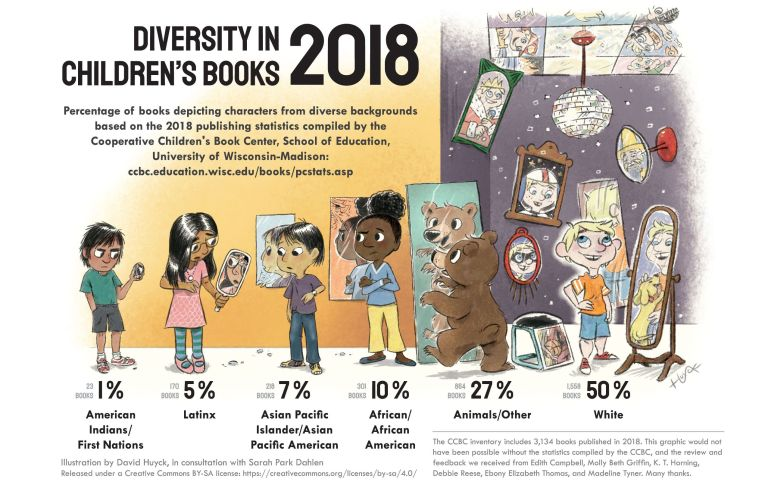 DIVERSITY IN
CHILDREN'S BOOKS 2018
Percentage of books depicting characters from diverse backgrounds
based on the 2018 publishing statistics compiled by the
Cooperative Children's Book Center, School of Education,
University of Wisconsin-Madison:
ccbc.education.wisc.edu/books/pcstats.asp
23 BOOKS 1%
American
Indians/
First Nations
170 BOOKS 5%
Latinx
218 BOOKS 7%
Asian Pacific
Islander/Asian
Pacific American
301 BOOKS 10%
African/
African
American
864 BOOKS 27%
Animals/Other
1,558 BOOKS 50%
White
Huyck
The CCBC inventory includes 3,134 books published in 2018. This graphic would not
have been possible without the statistics compiled by the CCBC, and the review and
feedback we received from Edith Campbell, Molly Beth Griffin, K. T. Horning,
Debbie Reese, Ebony Elizabeth Thomas, and Madeline Tyner. Many thanks.
Illustration by David Huyck, in consultation with Sarah Park Dahlen
Released under a Creative Commons BY-SA license: https://creativecommons.org/licenses/by-sa/4.0/